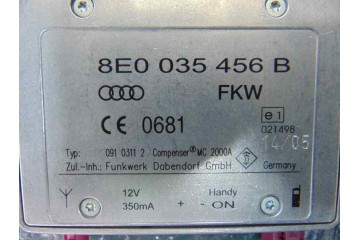 8E0 035 456 B
FKW
e1
021498
CE 0681
14/05
Typ: 091 0311 2 Compenser MC 2000A
Zul.-Inh.: Funkwerk Dabendorf GmbH Germany
12V Handy
350mA + - ON